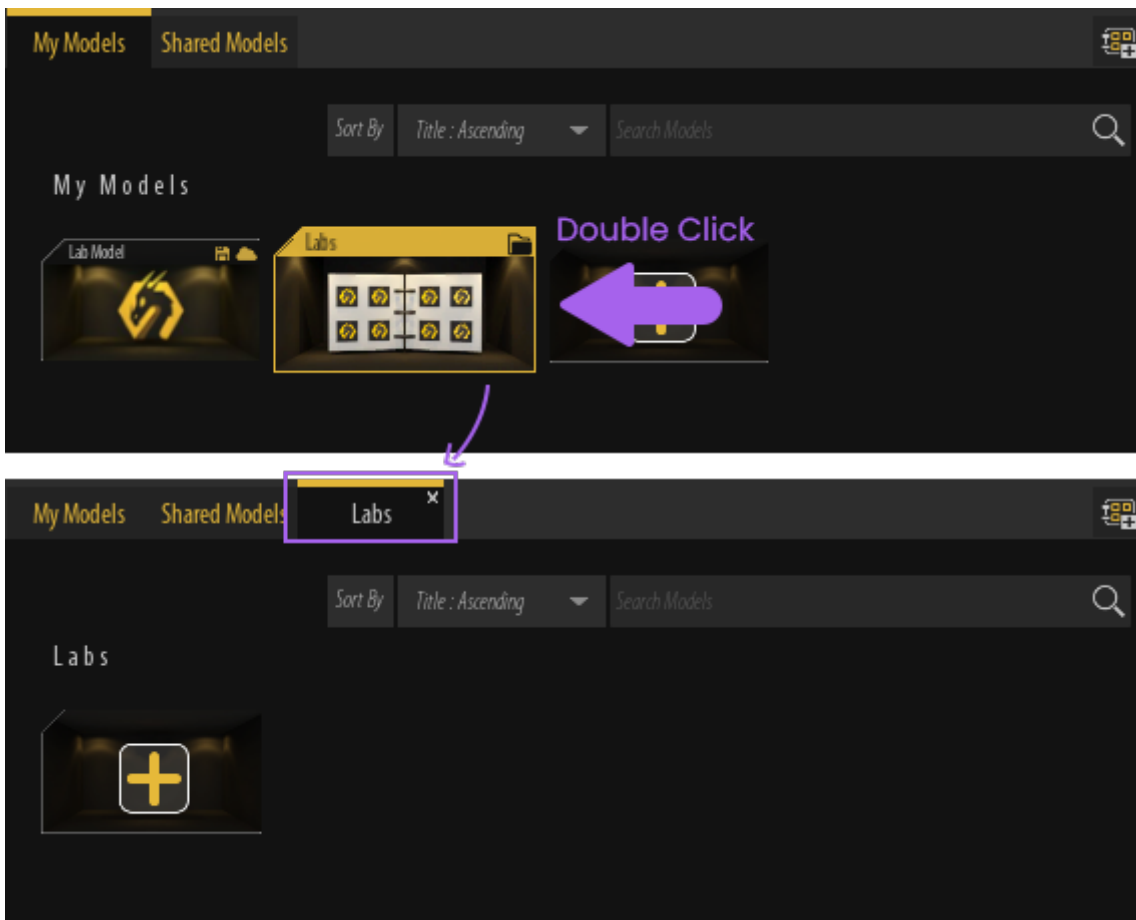 My Models Shared Models
Sort By Title : Ascending Search Models
My Models
Double Click
Lab Model Labs
My Models Shared Models Labs ×
Sort By Title : Ascending Search Models
Labs